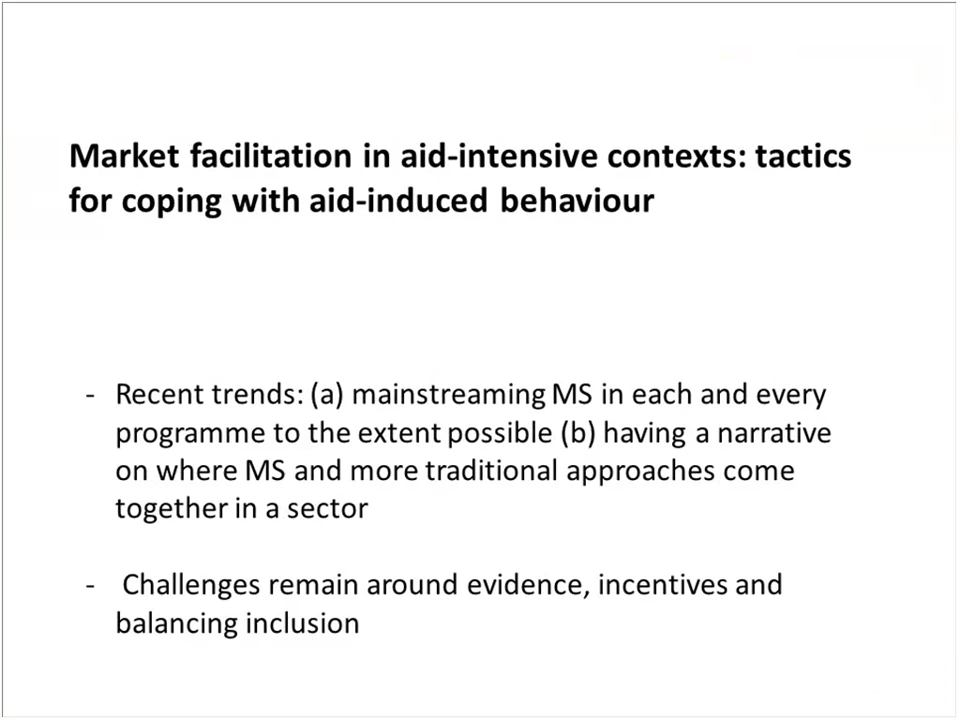 Market facilitation in aid-intensive contexts: tactics
for coping with aid-induced behaviour
- Recent trends: (a) mainstreaming MS in each and every
programme to the extent possible (b) having a narrative
on where MS and more traditional approaches come
together in a sector
- Challenges remain around evidence, incentives and
balancing inclusion